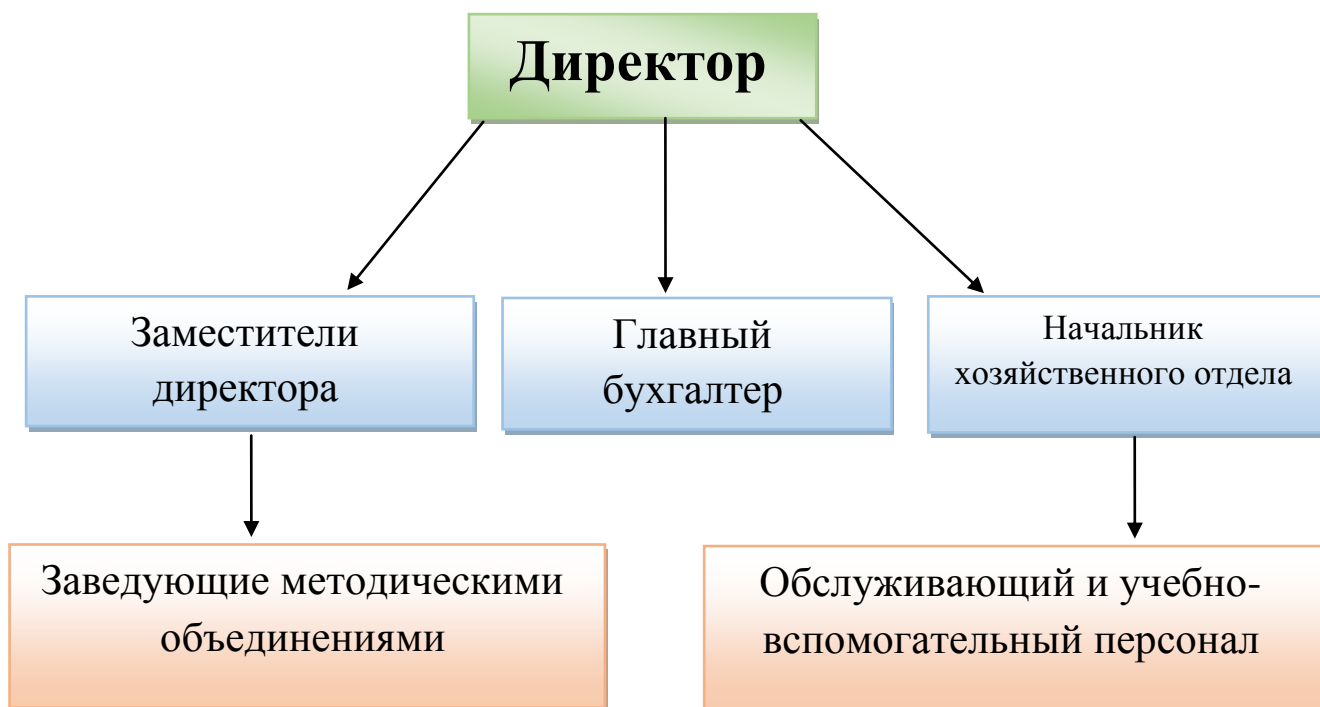 Директор
Заместители
директора
Главный
бухгалтер
Начальник
хозяйственного отдела
Заведующие методическими
объединениями
Обслуживающий и учебно-
вспомогательный персонал